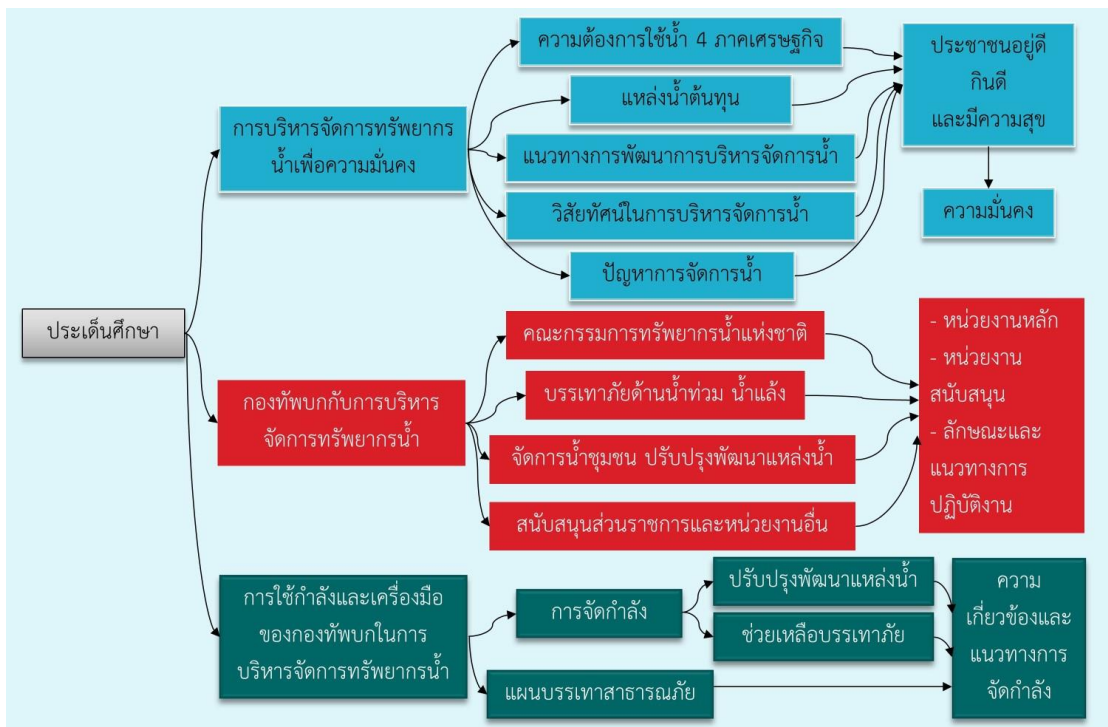 ประเด็นศึกษา
การบริหารจัดการทรัพยากร
น้ำเพื่อความมั่นคง
ความต้องการใช้น้ำ 4 ภาคเศรษฐกิจ
แหล่งน้ำต้นทุน
แนวทางการพัฒนาการบริหารจัดการน้ำ
วิสัยทัศน์ในการบริหารจัดการน้ำ
ปัญหาการจัดการน้ำ
ประชาชนอยู่ดี
กินดี
และมีความสุข
ความมั่นคง
กองทัพบกกับการบริหาร
จัดการทรัพยากรน้ำ
คณะกรรมการทรัพยากรน้ำแห่งชาติ
บรรเทาภัยด้านน้ำท่วม น้ำแล้ง
จัดการน้ำชุมชน ปรับปรุงพัฒนาแหล่งน้ำ
สนับสนุนส่วนราชการและหน่วยงานอื่น
- หน่วยงานหลัก
- หน่วยงาน
สนับสนุน
- ลักษณะและ
แนวทางการ
ปฏิบัติงาน
การใช้กำลังและเครื่องมือ
ของกองทัพบกในการ
บริหารจัดการทรัพยากรน้ำ
การจัดกำลัง
แผนบรรเทาสาธารณภัย
ปรับปรุงพัฒนาแหล่งน้ำ
ช่วยเหลือบรรเทาภัย
ความ
เกี่ยวข้องและ
แนวทางการ
จัดกำลัง